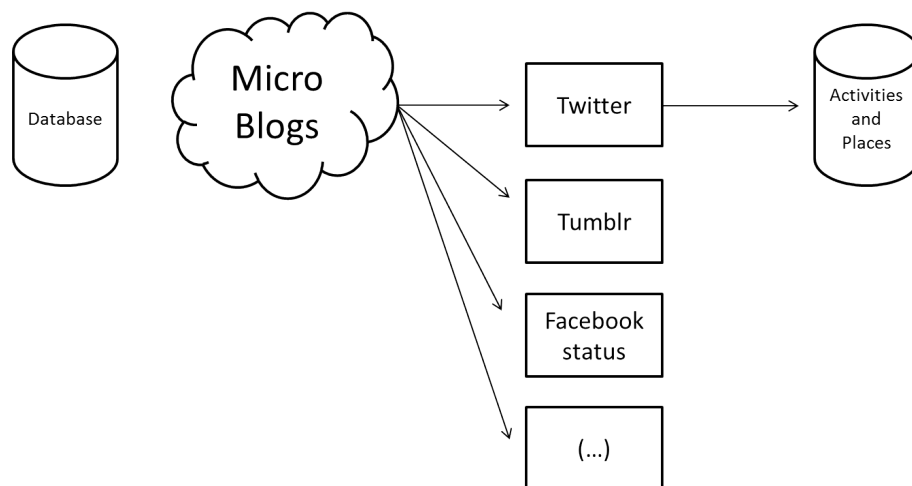 Database
Micro
Blogs
Twitter
Activities
and
Places
Tumblr
Facebook
status
(...)